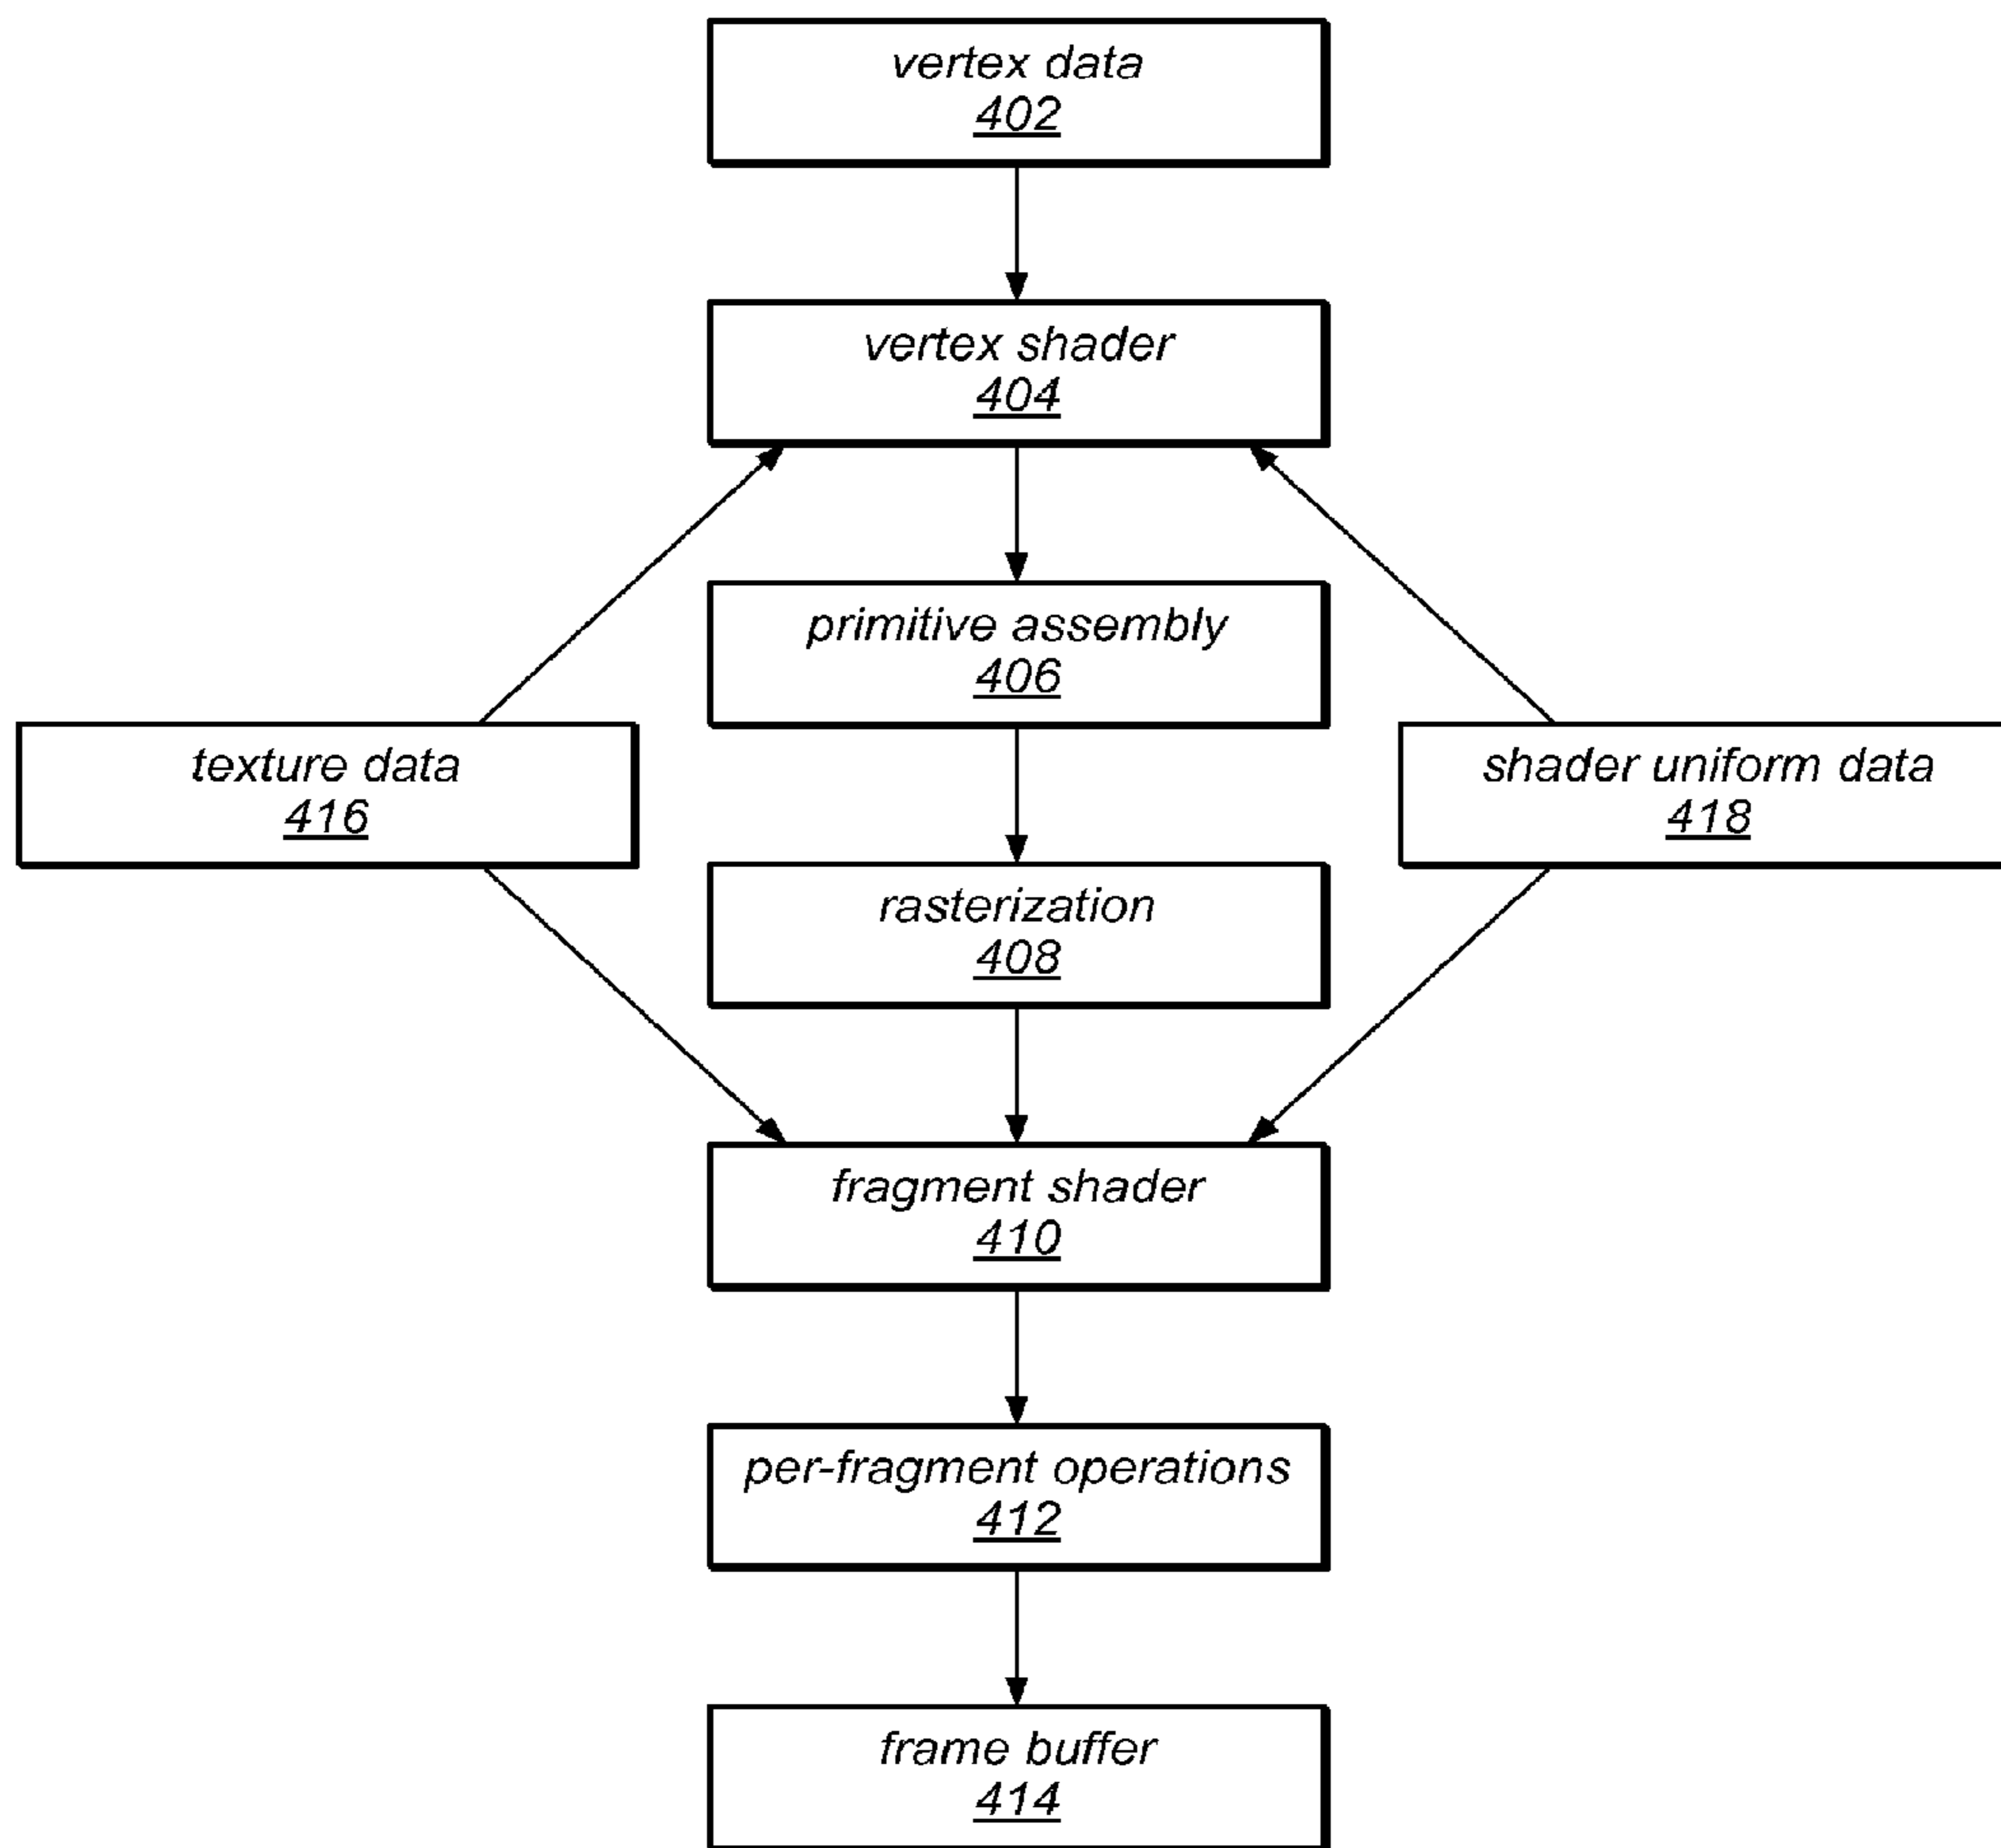 vertex data
402
vertex shader
404
primitive assembly
406
texture data
416
shader uniform data
418
rasterization
408
fragment shader
410
per-fragment operations
412
frame buffer
414